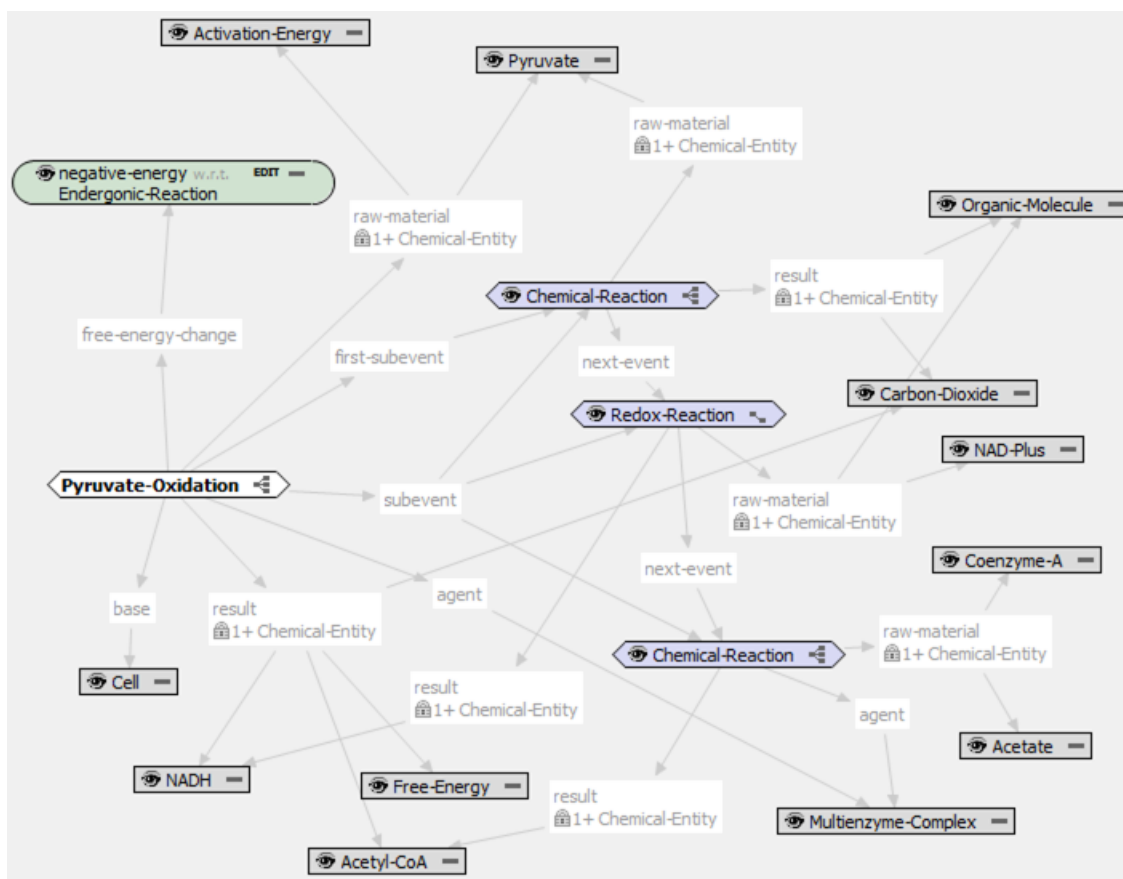 Activation-Energy
Pyruvate
raw-material
1+ Chemical-Entity
negative-energy w.r.t. EDIT
Endergonic-Reaction
Organic-Molecule
raw-material
1+ Chemical-Entity
result
1+ Chemical-Entity
Chemical-Reaction
free-energy-change
first-subevent
next-event
Carbon-Dioxide
Redox-Reaction
NAD-Plus
Pyruvate-Oxidation
subevent
raw-material
1+ Chemical-Entity
Coenzyme-A
next-event
agent
base
result
1+ Chemical-Entity
raw-material
1+ Chemical-Entity
Chemical-Reaction
Cell
result
1+ Chemical-Entity
agent
Acetate
NADH
Free-Energy
result
1+ Chemical-Entity
Multienzyme-Complex
Acetyl-CoA